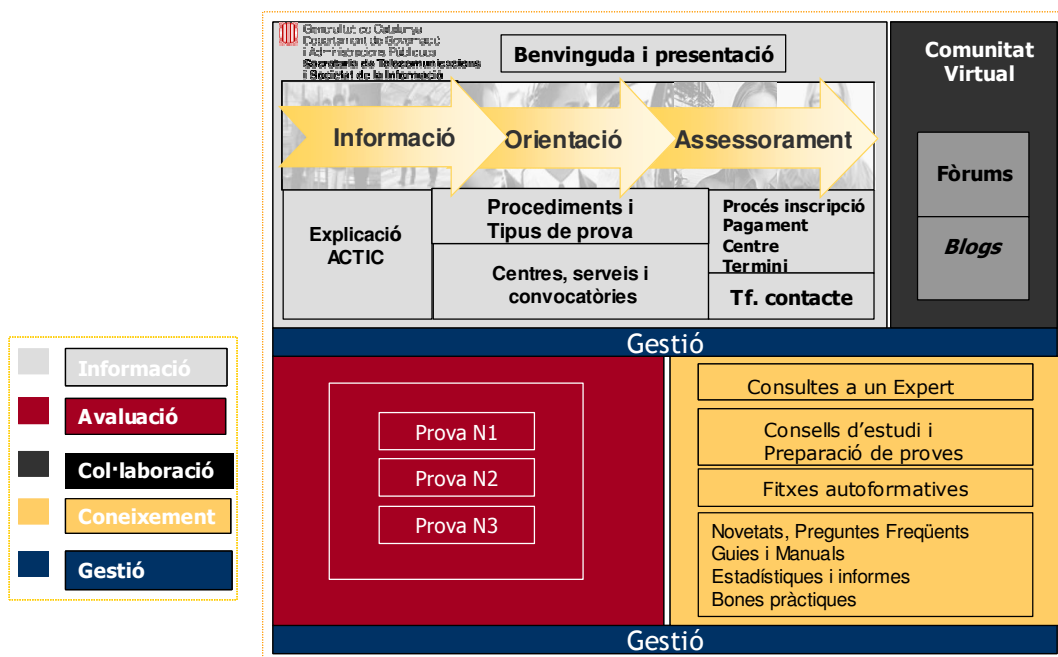 Generalitat de Catalunya
Departament de Governació
i Administracions Públiques
Secretaria de Telecomunicacions
i Societat de la Informació
Benvinguda i presentació
Informació
Orientació
Assessorament
Explicació
ACTIC
Procediments i
Tipus de prova
Centres, serveis i
convocatòries
Procés inscripció
Pagament
Centre
Termini
Tf. contacte
Comunitat
Virtual
Fòrums
Blogs
Gestió
Informació
Avaluació
Col·laboració
Coneixement
Gestió
Prova N1
Prova N2
Prova N3
Consultes a un Expert
Consells d’estudi i
Preparació de proves
Fitxes autoformatives
Novetats, Preguntes Freqüents
Guies i Manuals
Estadístiques i informes
Bones pràctiques
Gestió